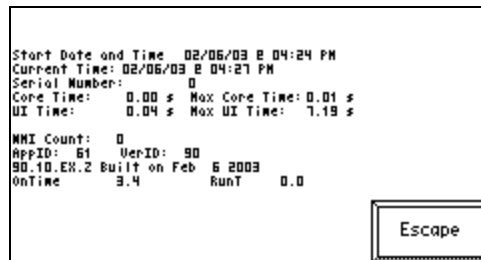 Start Date and Time 02/06/03 @ 04:24 PM
Current Time: 02/06/03 @ 04:27 PM
Serial Number: 0
Core Time: 0.00 s Max Core Time: 0.01 s
UI Time: 0.04 s Max UI Time: 7.19 s
NMI Count: 0
AppID: 61 VerID: 90
90.10.EX.2 Built on Feb 6 2003
OnTime 3.4 RunT 0.0
Escape